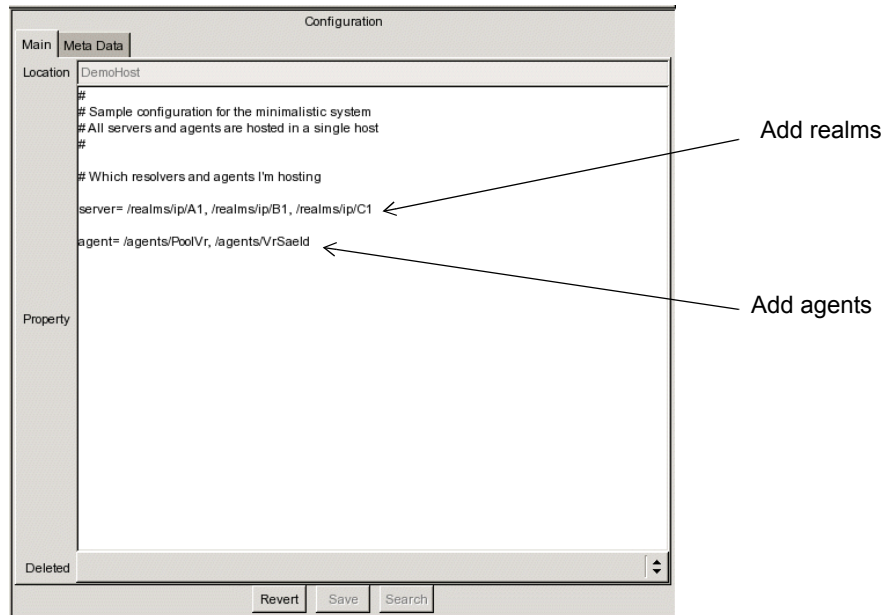 Configuration
Main Meta Data
Location DemoHost
#
# Sample configuration for the minimalistic system
# All servers and agents are hosted in a single host
#
# Which resolvers and agents I'm hosting
server= /realms/ip/A1, /realms/ip/B1, /realms/ip/C1
agent= /agents/PoolVr, /agents/VrSaeld
Property
Deleted
Revert Save Search
Add realms
Add agents